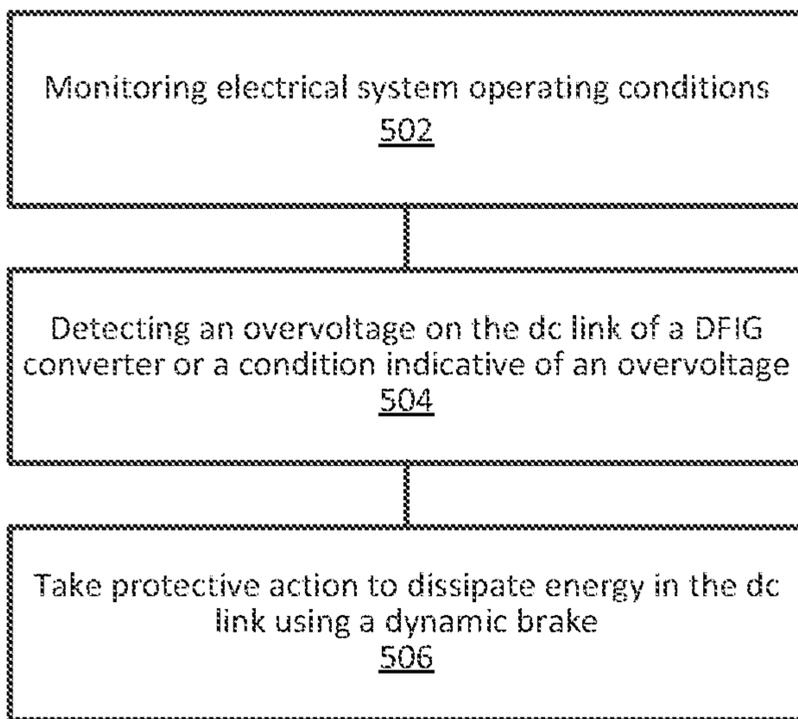 Monitoring electrical system operating conditions
502
Detecting an overvoltage on the dc link of a DFIG
converter or a condition indicative of an overvoltage
504
Take protective action to dissipate energy in the dc
link using a dynamic brake
506